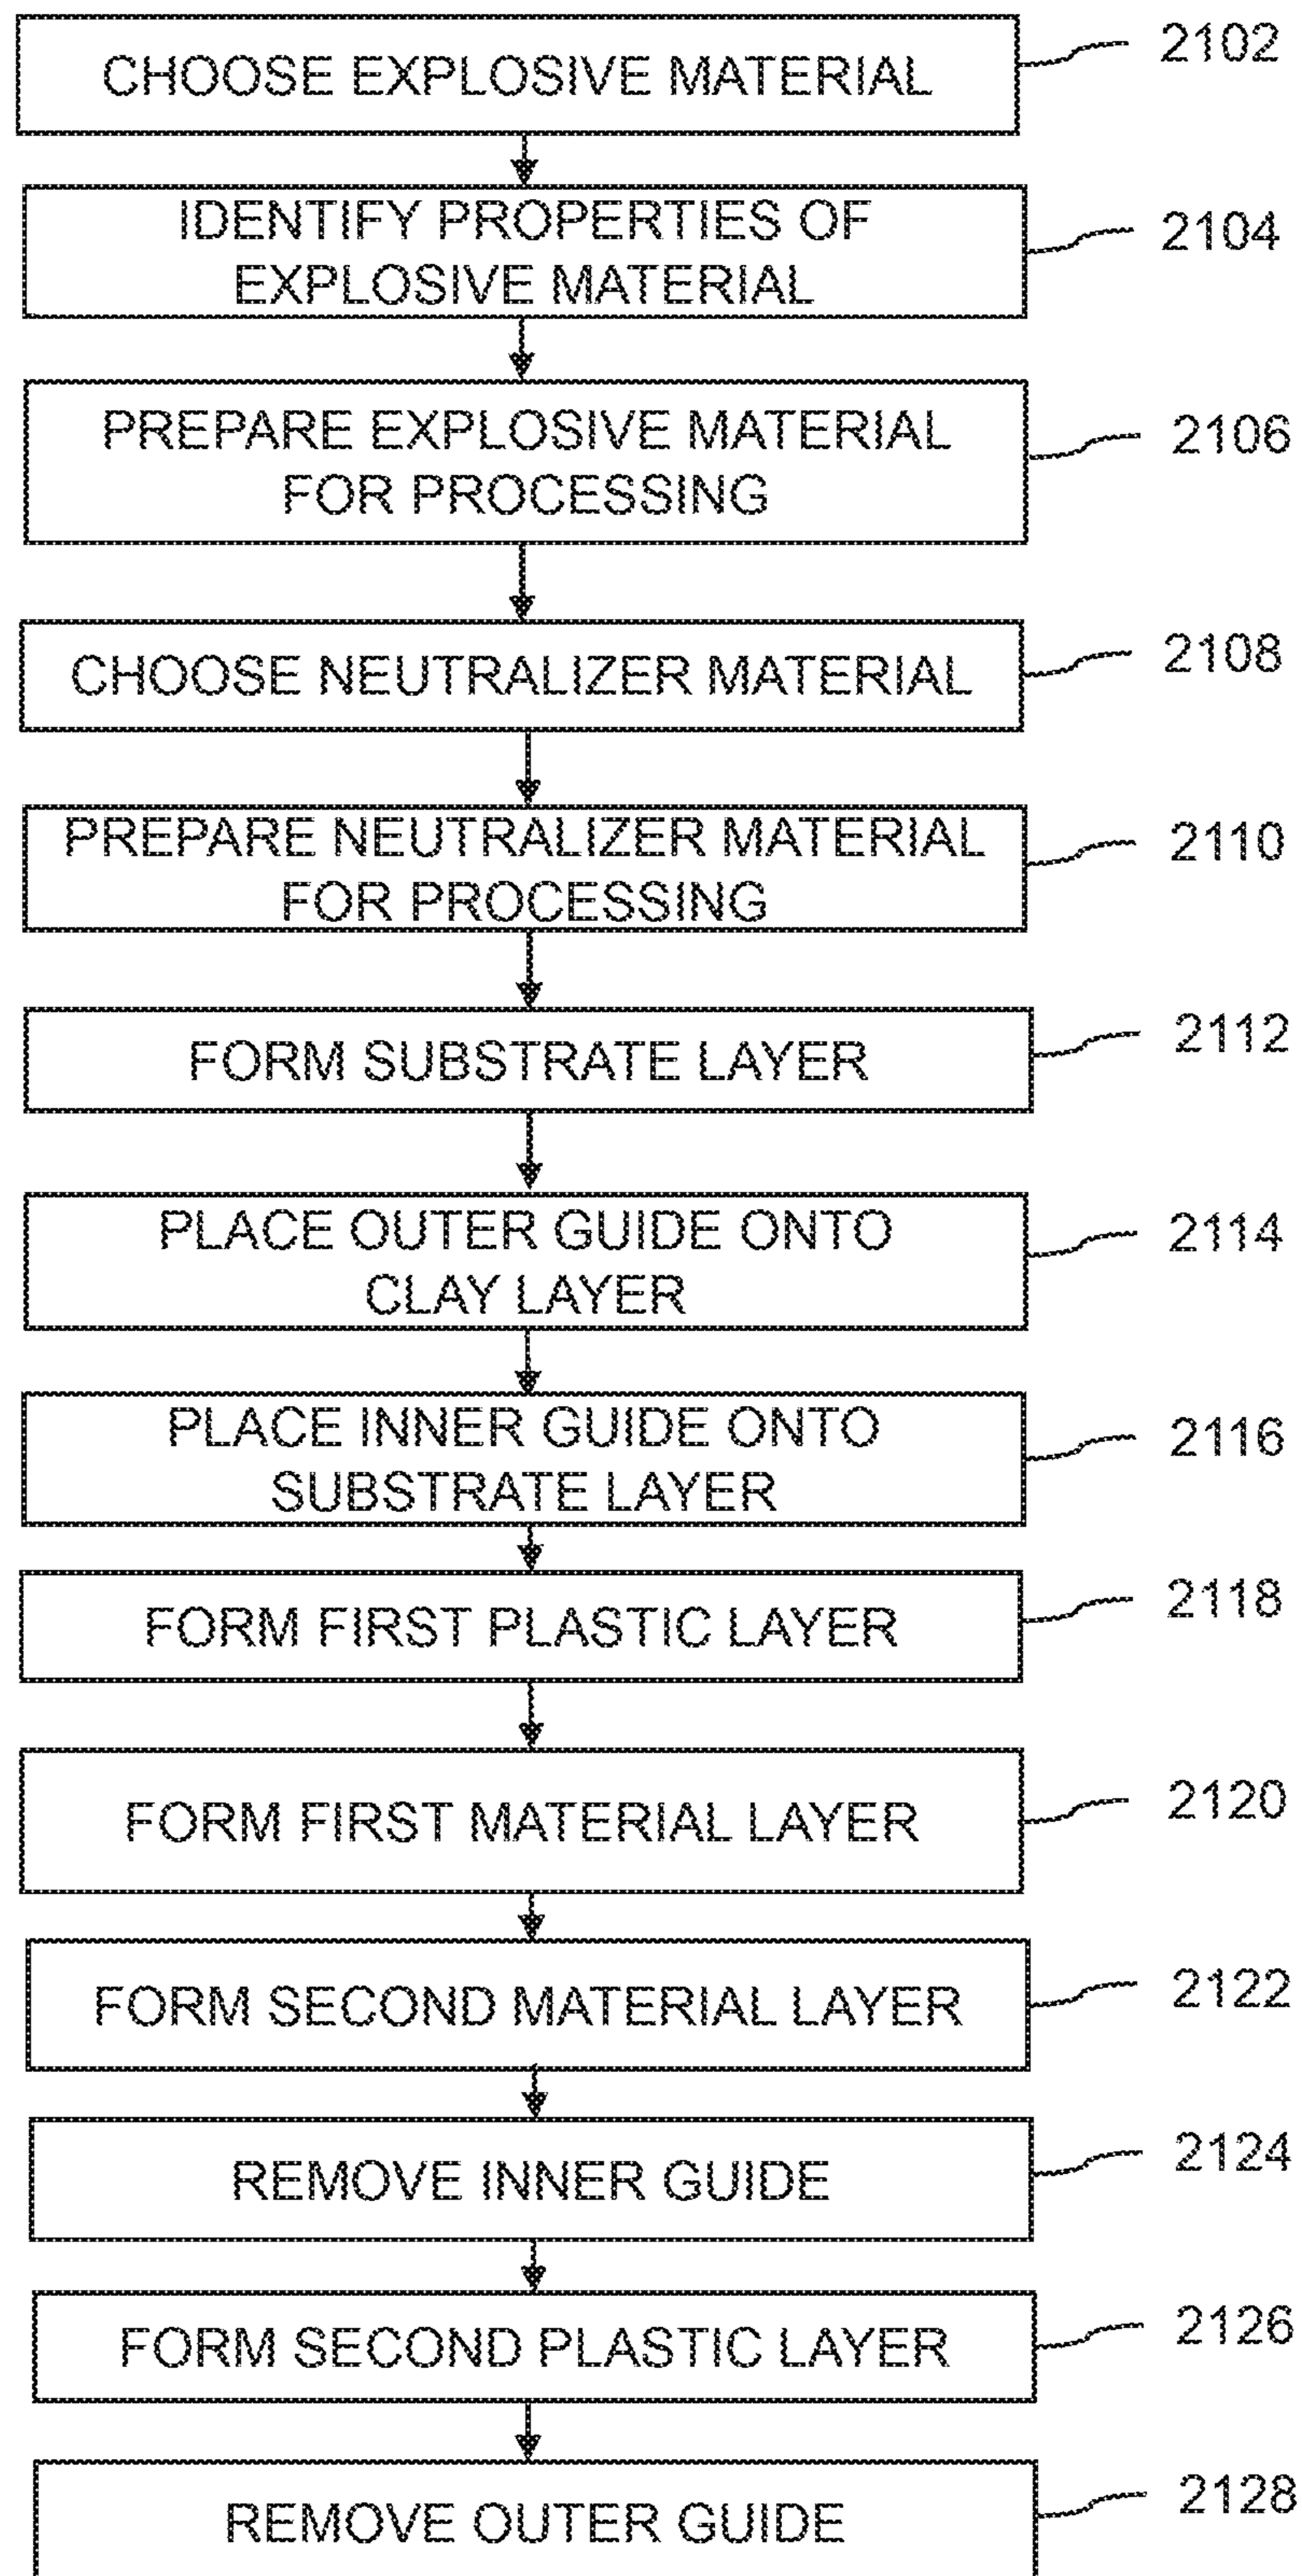 CHOOSE EXPLOSIVE MATERIAL
2102
IDENTIFY PROPERTIES OF
EXPLOSIVE MATERIAL
2104
PREPARE EXPLOSIVE MATERIAL
FOR PROCESSING
2106
CHOOSE NEUTRALIZER MATERIAL
2108
PREPARE NEUTRALIZER MATERIAL
FOR PROCESSING
2110
FORM SUBSTRATE LAYER
2112
PLACE OUTER GUIDE ONTO
CLAY LAYER
2114
PLACE INNER GUIDE ONTO
SUBSTRATE LAYER
2116
FORM FIRST PLASTIC LAYER
2118
FORM FIRST MATERIAL LAYER
2120
FORM SECOND MATERIAL LAYER
2122
REMOVE INNER GUIDE
2124
FORM SECOND PLASTIC LAYER
2126
REMOVE OUTER GUIDE
2128